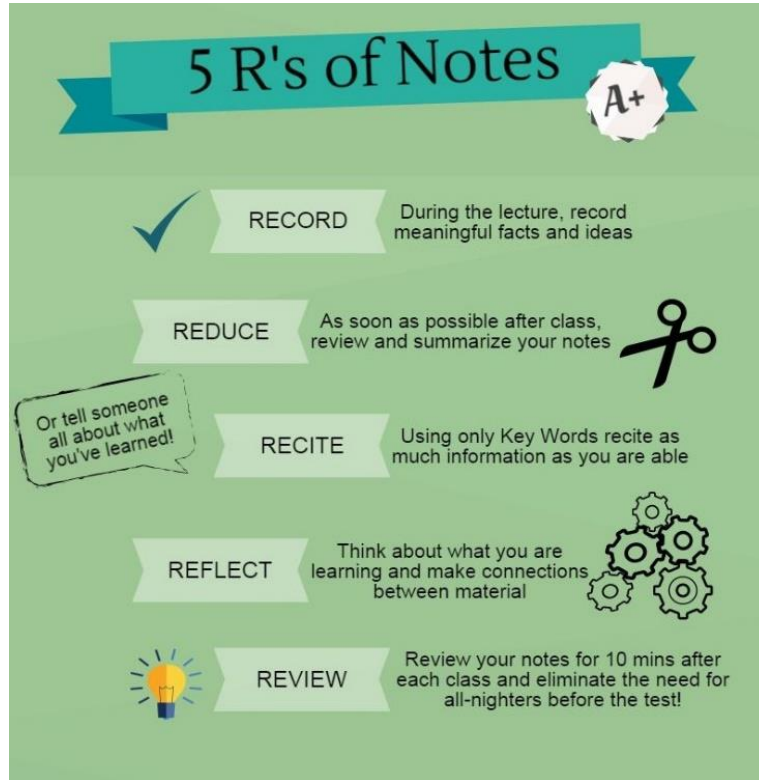 5 R's of Notes
A+
RECORD
During the lecture, record
meaningful facts and ideas
REDUCE
As soon as possible after class,
review and summarize your notes
Or tell someone
all about what
you've learned!
RECITE
Using only Key Words recite as
much information as you are able
REFLECT
Think about what you are
learning and make connections
between material
REVIEW
Review your notes for 10 mins after
each class and eliminate the need for
all-nighters before the test!